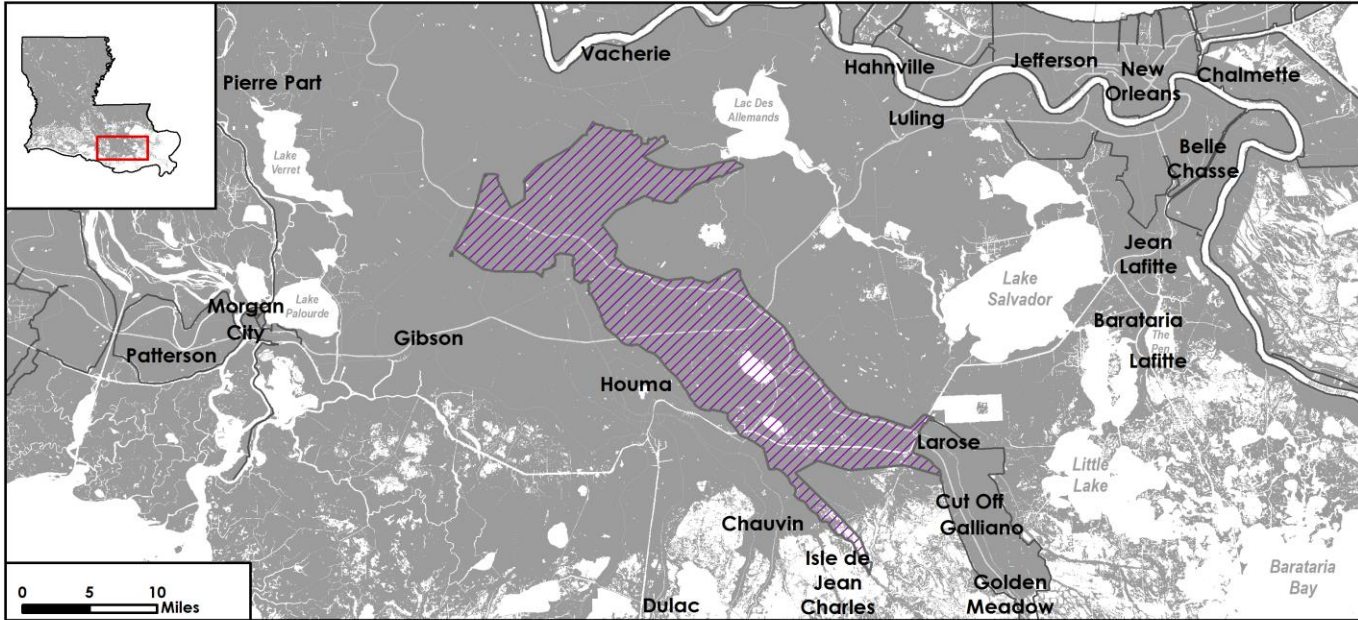 Vacherie
Pierre Part
Hahnville
Jefferson
New
Orleans
Chalmette
Lac Des
Allemands
Luling
Lake
Verret
Belle
Chasse
Jean
Lafitte
Lake
Salvador
Lake
Palourde
Morgan
City
Gibson
Patterson
Barataria
The
Pen
Lafitte
Houma
Larose
Little
Lake
Cut Off
Galliano
Chauvin
Isle de
Jean
Charles
Golden
Meadow
Barataria
Bay
Dulac
0 5 10
Miles